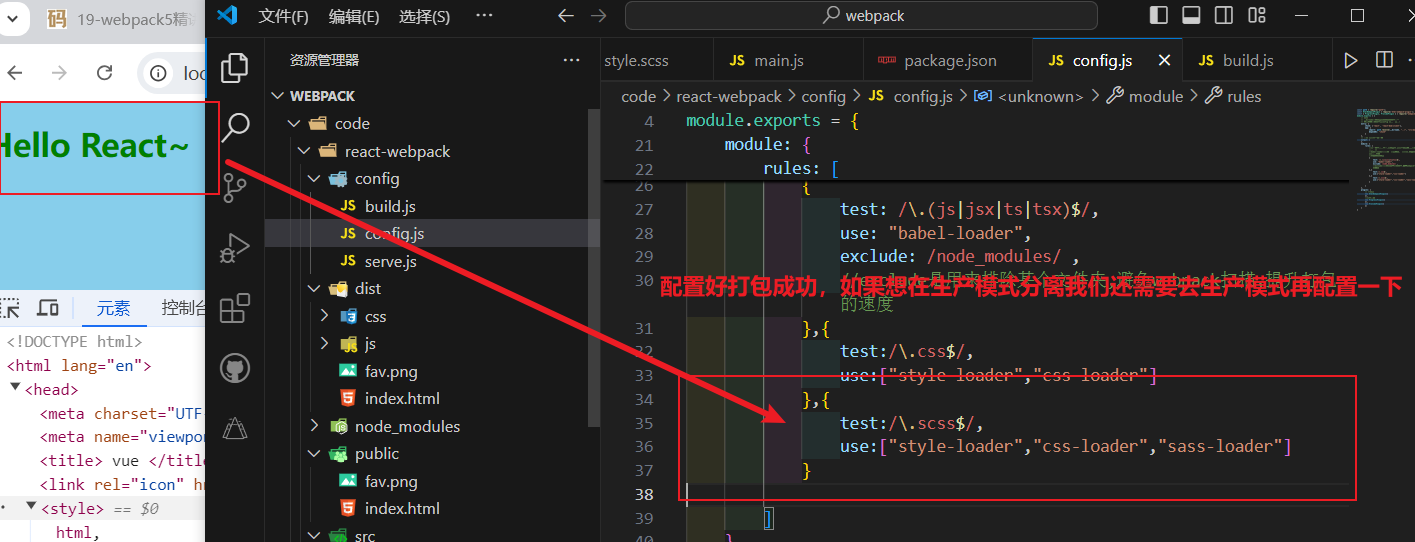 19-webpack5精
文件(F) 编辑(E) 选择(S) ···
webpack
loc
Hello React~
元素 控制台
<!DOCTYPE html>
<html lang="en">
<head>
<meta charset="UTF
<meta name="viewpor
<title> vue </title
<link rel="icon" h
<style> == $0
html,
资源管理器 ···
WEBPACK
code
react-webpack
config
build.js
config.js
serve.js
dist
css
js
fav.png
index.html
node_modules
public
fav.png
index.html
src
style.scss
JS main.js
package.json
JS config.js
JS build.js
code > react-webpack > config > JS config.js > <unknown> > module > rules
4 module.exports = {
21 module: {
22 rules: [
26 {
27 test: /\.(js|jsx|ts|tsx)$/,
28 use: "babel-loader",
29 exclude: /node_modules/ ,
30
配置好打包成功，如果想在生产模式分离我们还需要去生产模式再配置一下
的速度
31 },{
32 test:/\.css$/,
33 use:["style-loader","css-loader"]
34 },{
35 test:/\.scss$/,
36 use:["style-loader","css-loader","sass-loader"]
37 }
38
39 ]
40 }